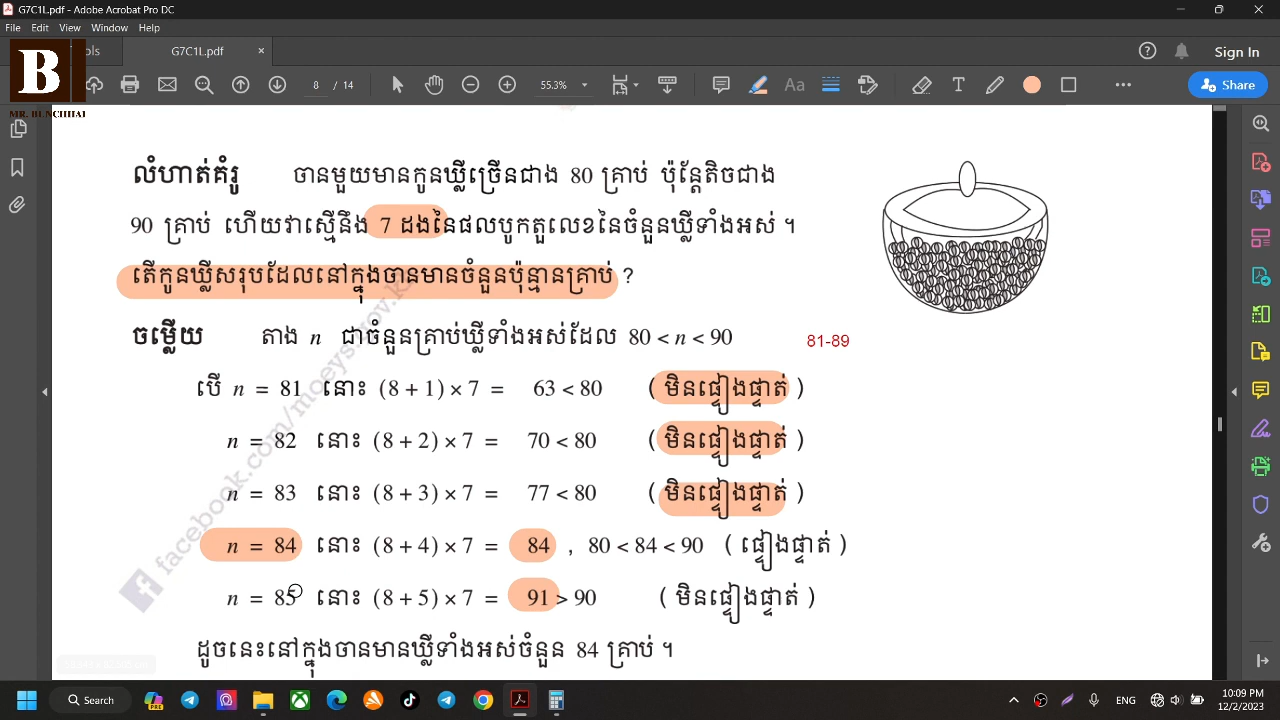 G7C1L.pdf - Adobe Acrobat Pro DC
File Edit View Window Help
ols G7C1L.pdf × Sign In
B
MR. BUNCHHAI
8 / 14 55.3% Aa Share
លំហាត់គំរូ ចានមួយមានកូនឃ្លីច្រើនជាង 80 គ្រាប់ ប៉ុន្តែតិចជាង
90 គ្រាប់ ហើយវាស្មើនឹង 7 ដងនៃផលបូកតួលេខនៃចំនួនឃ្លីទាំងអស់ ។
តើកូនឃ្លីសរុបដែលនៅក្នុងចានមានចំនួនប៉ុន្មានគ្រាប់ ?
ចម្លើយ តាង n ជាចំនួនគ្រាប់ឃ្លីទាំងអស់ដែល 80 < n < 90 81-89
បើ n = 81 នោះ (8 + 1) × 7 = 63 < 80 ( មិនផ្ទៀងផ្ទាត់ )
n = 82 នោះ (8 + 2) × 7 = 70 < 80 ( មិនផ្ទៀងផ្ទាត់ )
n = 83 នោះ (8 + 3) × 7 = 77 < 80 ( មិនផ្ទៀងផ្ទាត់ )
n = 84 នោះ (8 + 4) × 7 = 84 , 80 < 84 < 90 ( ផ្ទៀងផ្ទាត់ )
n = 85 នោះ (8 + 5) × 7 = 91 > 90 ( មិនផ្ទៀងផ្ទាត់ )
ដូចនេះនៅក្នុងចានមានឃ្លីទាំងអស់ចំនួន 84 គ្រាប់ ។
facebook.com/moeys.gov.kh
Search ENG 10:09 PM
12/2/2023